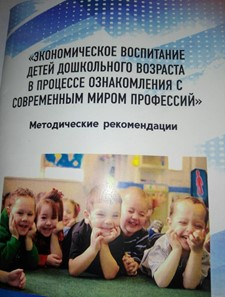 «ЭКОНОМИЧЕСКОЕ ВОСПИТАНИЕ
ДЕТЕЙ ДОШКОЛЬНОГО ВОЗРАСТА
В ПРОЦЕССЕ ОЗНАКОМЛЕНИЯ С
СОВРЕМЕННЫМ МИРОМ ПРОФЕССИЙ»
Методические рекомендации